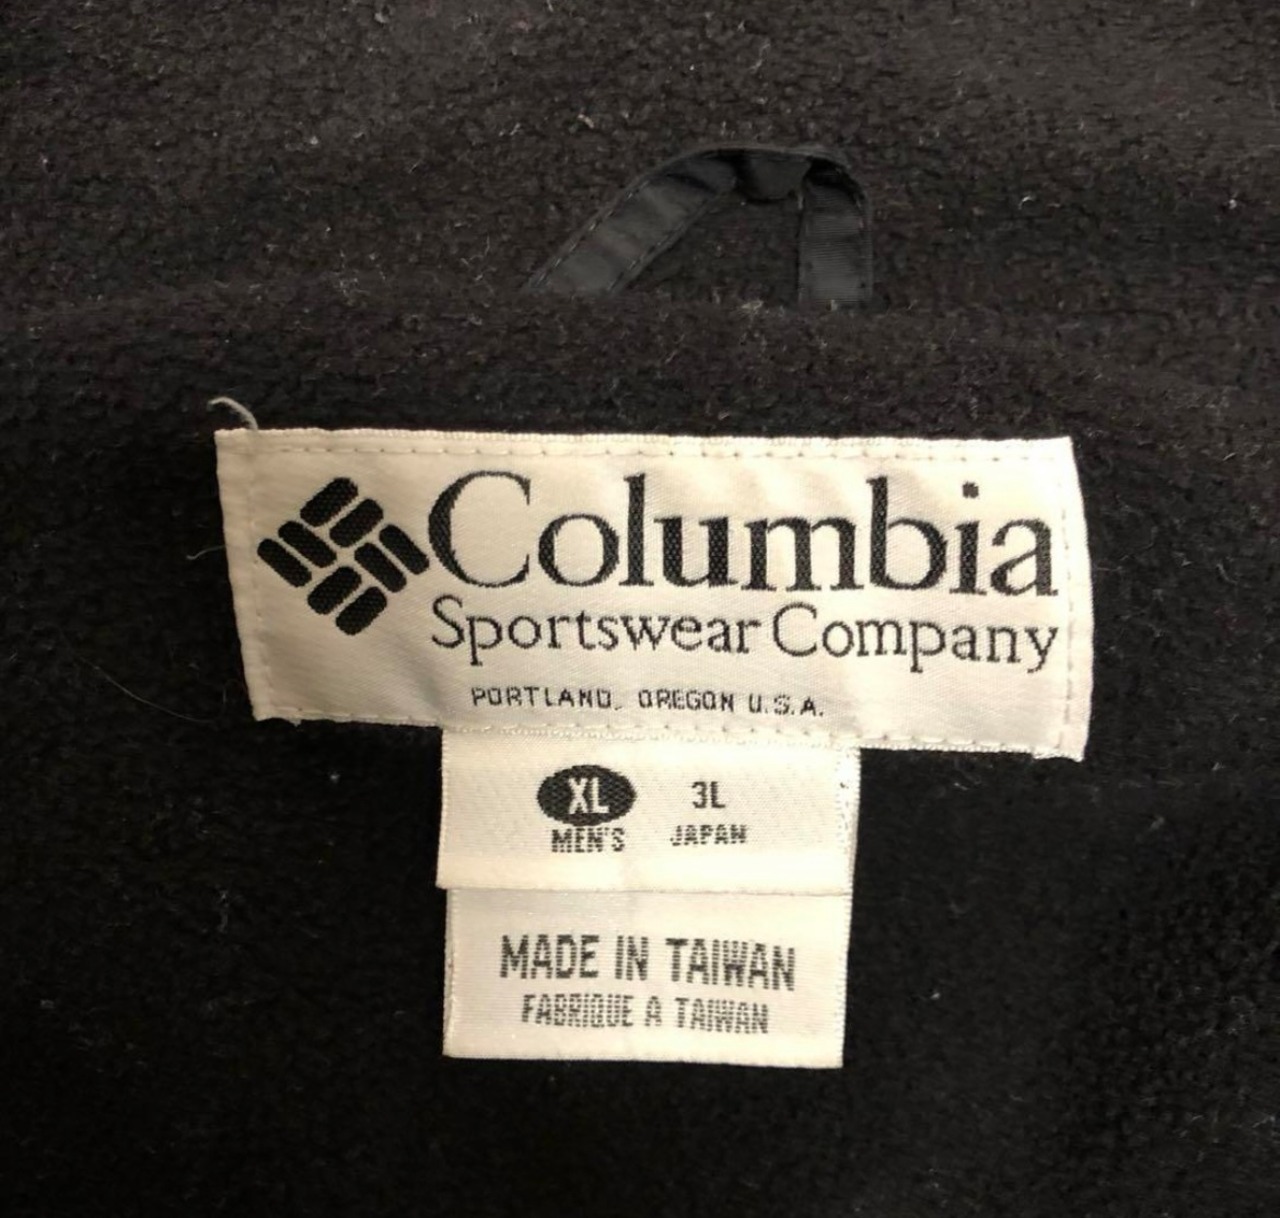 Columbia
Sportswear Company
PORTLAND, OREGON U.S.A.
XL 3L
MEN'S JAPAN
MADE IN TAIWAN
FABRIQUE A TAIWAN